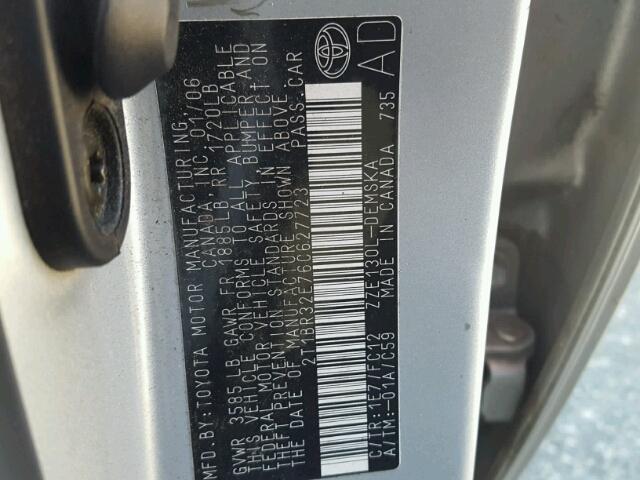 MFD.BY:TOYOTA MOTOR MANUFACTURING
CANADA INC. 01/06
GVWR 3585 LB GAWR FR 1885 LB RR 1720LB
THIS VEHICLE CONFORMS TO ALL APPLICABLE
FEDERAL MOTOR VEHICLE SAFETY, BUMPER AND
THEFT PREVENTION STANDARDS IN EFFECT ON
THE DATE OF MANUFACTURE SHOWN ABOVE
2T1BR32E76C627723 PASS.CAR
ZZE130L-DEMSKA
C/TR:1E7/FC12
A/TM:-01A/C59 MADE IN CANADA 735
AD